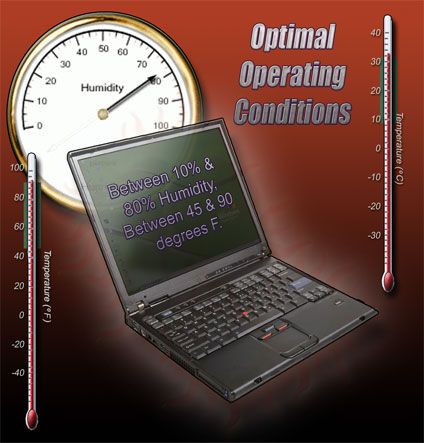 Optimal
Operating
Conditions
0
10
20
30
40
50
60
70
80
90
100
Humidity
Between 10% &
80% Humidity,
Between 45 & 90
degrees F.
40
30
20
10
0
-10
-20
-30
Temperature (°C)
100
80
60
40
20
0
-20
-40
Temperature (°F)